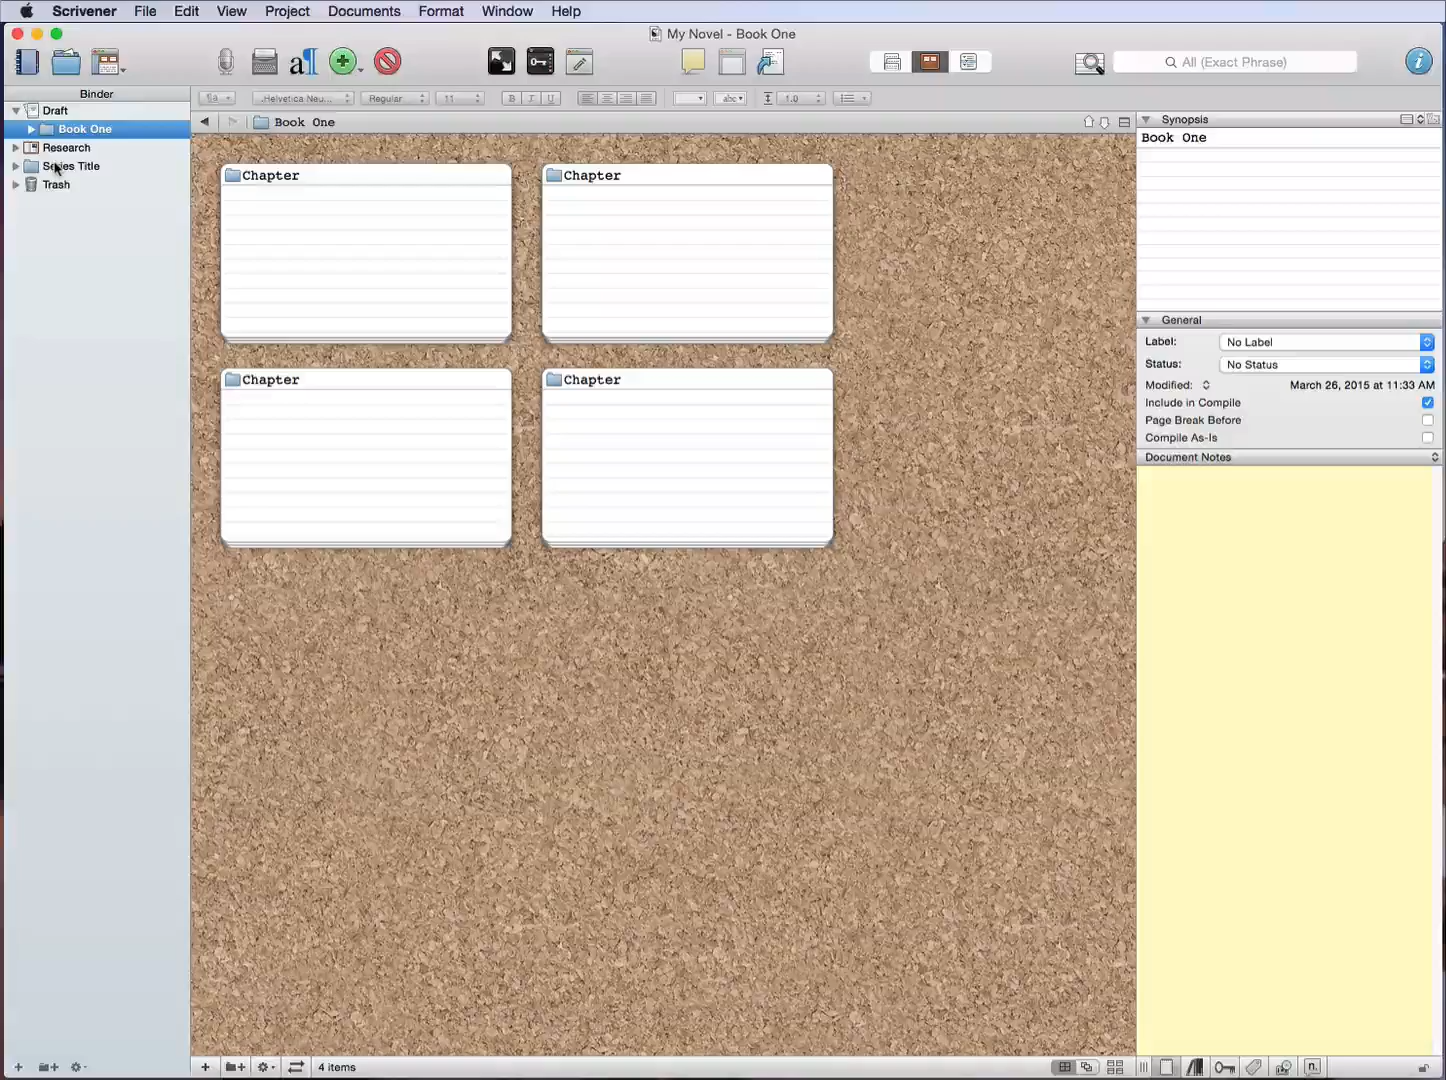 Scrivener File Edit View Project Documents Format Window Help
My Novel - Book One
All (Exact Phrase)
Binder
.Helvetica Neu... Regular 11 B I U abc 1.0
Draft
Book One
Research
Series Title
Trash
Book One
Chapter
Chapter
Chapter
Chapter
4 items
Synopsis
Book One
General
Label: No Label
Status: No Status
Modified: March 26, 2015 at 11:33 AM
Include in Compile
Page Break Before
Compile As-Is
Document Notes
n.